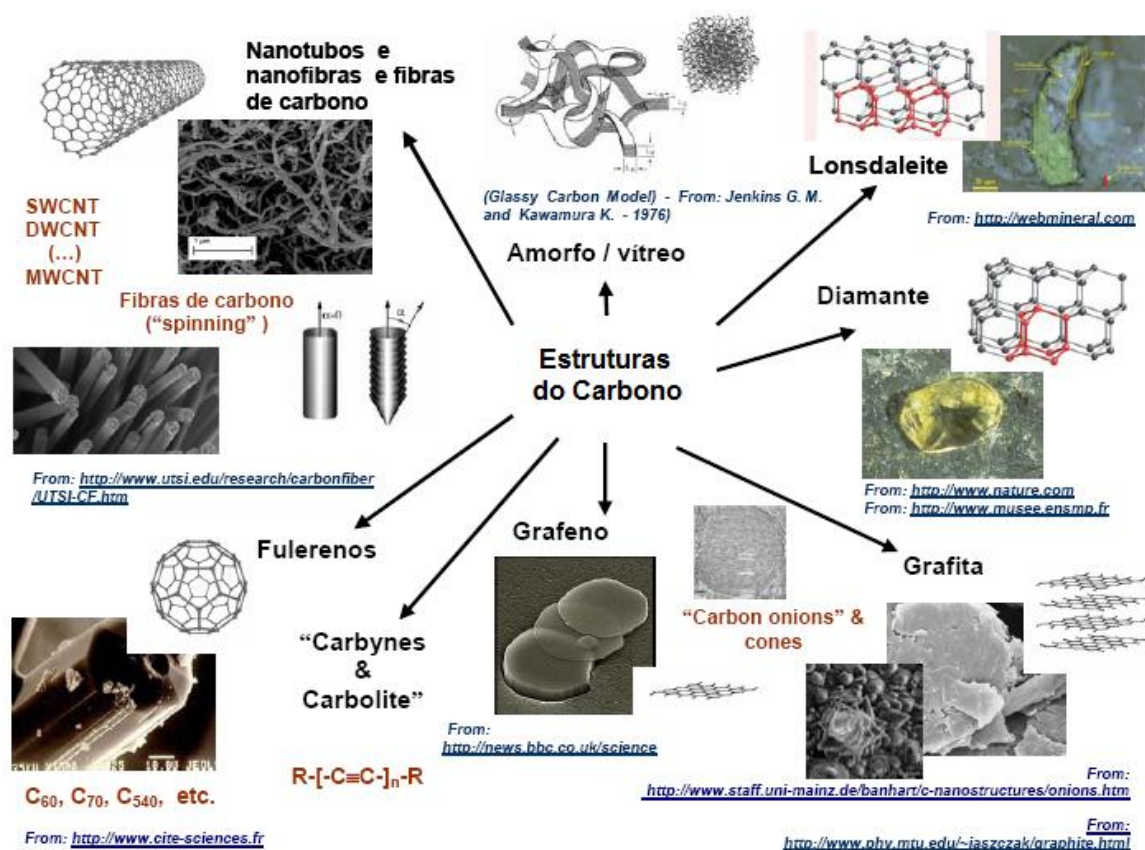 Nanotubos e
nanofibras e fibras
de carbono
SWCNT
DWCNT
(...)
MWCNT
1 µm
Fibras de carbono
("spinning" )
α=0
α
From: http://www.utsi.edu/research/carbonfiber
/UTSI-CF.htm
(Glassy Carbon Model) - From: Jenkins G. M.
and Kawamura K. - 1976)
Amorfo / vítreo
Lonsdaleite
From: http://webmineral.com
Diamante
From: http://www.nature.com
From: http://www.musee.ensmp.fr
Estruturas
do Carbono
Fulerenos
C₆₀, C₇₀, C₅₄₀, etc.
From: http://www.cite-sciences.fr
"Carbynes
&
Carbolite"
R-[-C≡C-]ₙ-R
Grafeno
From:
http://news.bbc.co.uk/science
"Carbon onions" &
cones
Grafita
From:
http://www.staff.uni-mainz.de/banhart/c-nanostructures/onions.htm
From:
http://www.phy.mtu.edu/~jaszczak/graphite.html